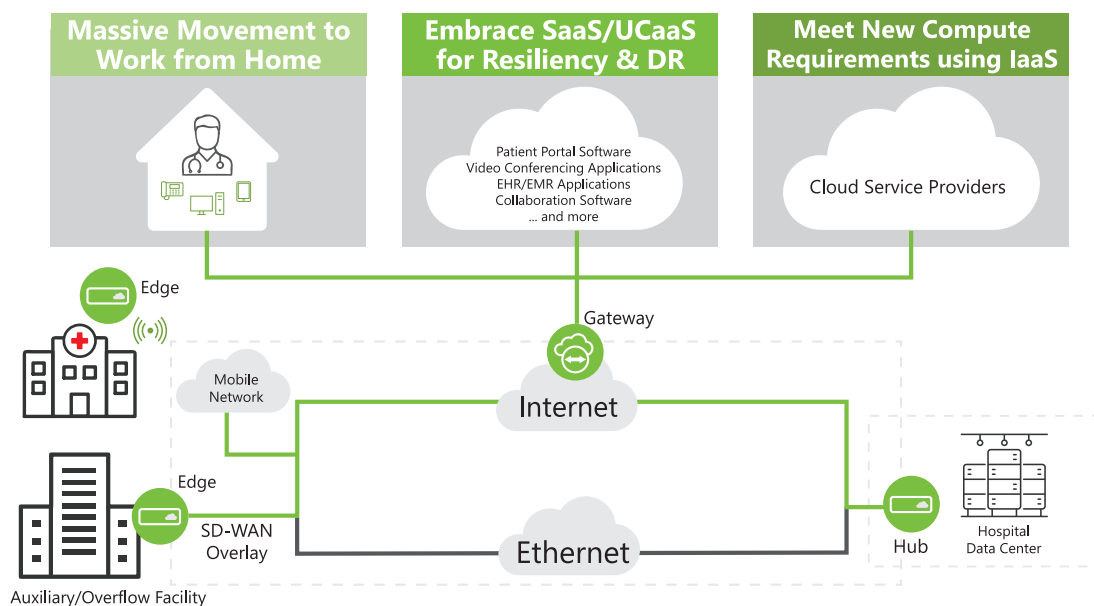 Massive Movement to
Work from Home
Embrace SaaS/UCaaS
for Resiliency & DR
Meet New Compute
Requirements using IaaS
Patient Portal Software
Video Conferencing Applications
EHR/EMR Applications
Collaboration Software
... and more
Cloud Service Providers
Edge
Gateway
Mobile
Network
Internet
Edge
SD-WAN
Overlay
Ethernet
Hub
Hospital
Data Center
Auxiliary/Overflow Facility